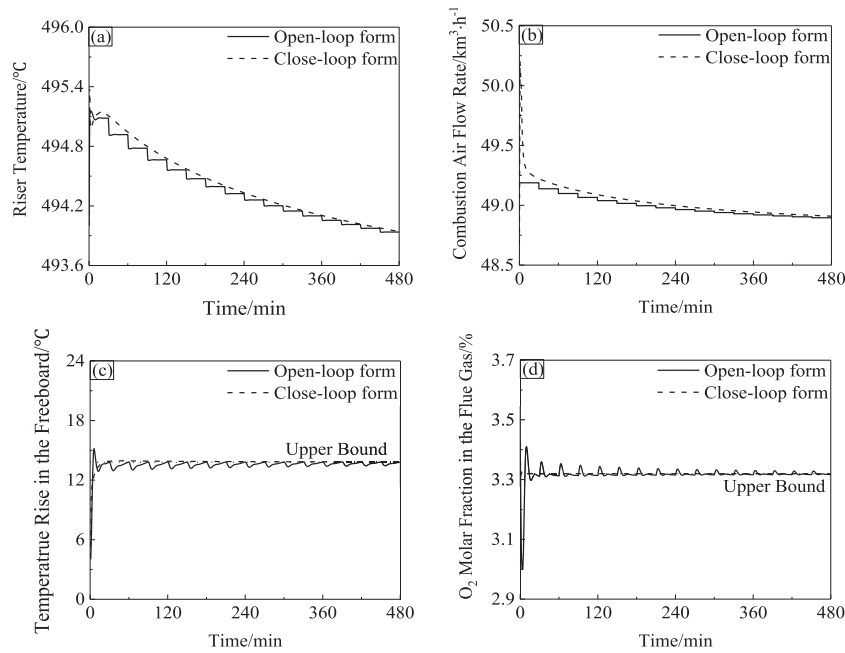 (a)
Open-loop form
Close-loop form
Riser Temperature/℃
496.0
495.4
494.8
494.2
493.6
0
120
240
360
480
Time/min
(b)
Open-loop form
Close-loop form
Combustion Air Flow Rate/km³·h⁻¹
50.5
50.0
49.5
49.0
48.5
0
120
240
360
480
Time/min
(c)
Open-loop form
Close-loop form
Upper Bound
Temperatrue Rise in the Freeboard/℃
24
18
12
6
0
0
120
240
360
480
Time/min
(d)
Open-loop form
Close-loop form
Upper Bound
O₂ Molar Fraction in the Flue Gas/%
3.7
3.5
3.3
3.1
2.9
0
120
240
360
480
Time/min